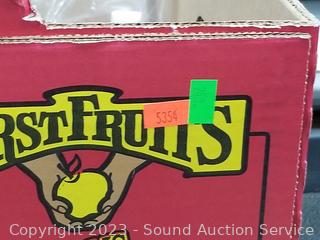 RSTFRUITS
5354
Copyright 2023 - Sound Auction Service